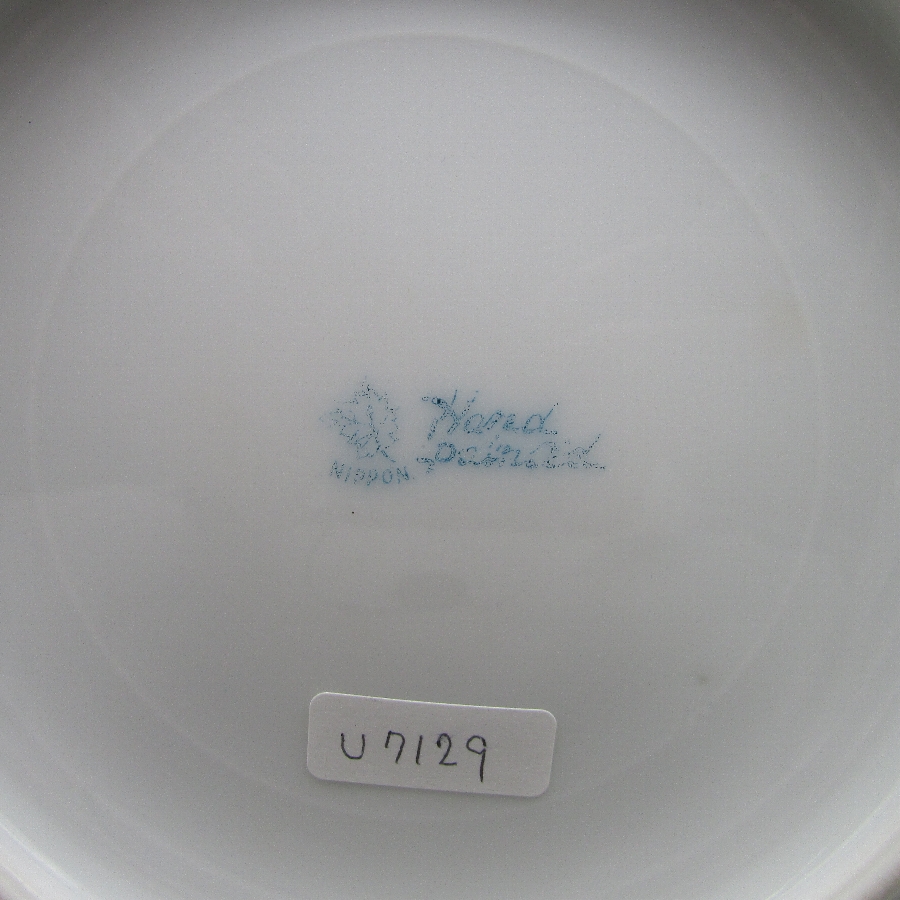 Hand
painted
NIPPON
U7129